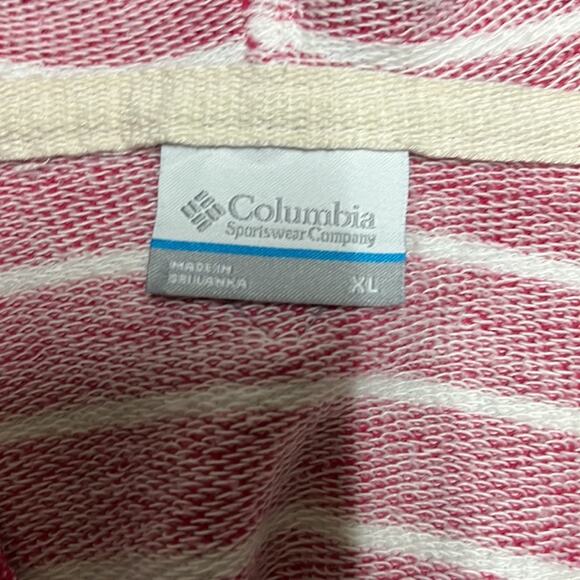 Columbia
Sportswear Company
MADE IN
SRI LANKA
XL